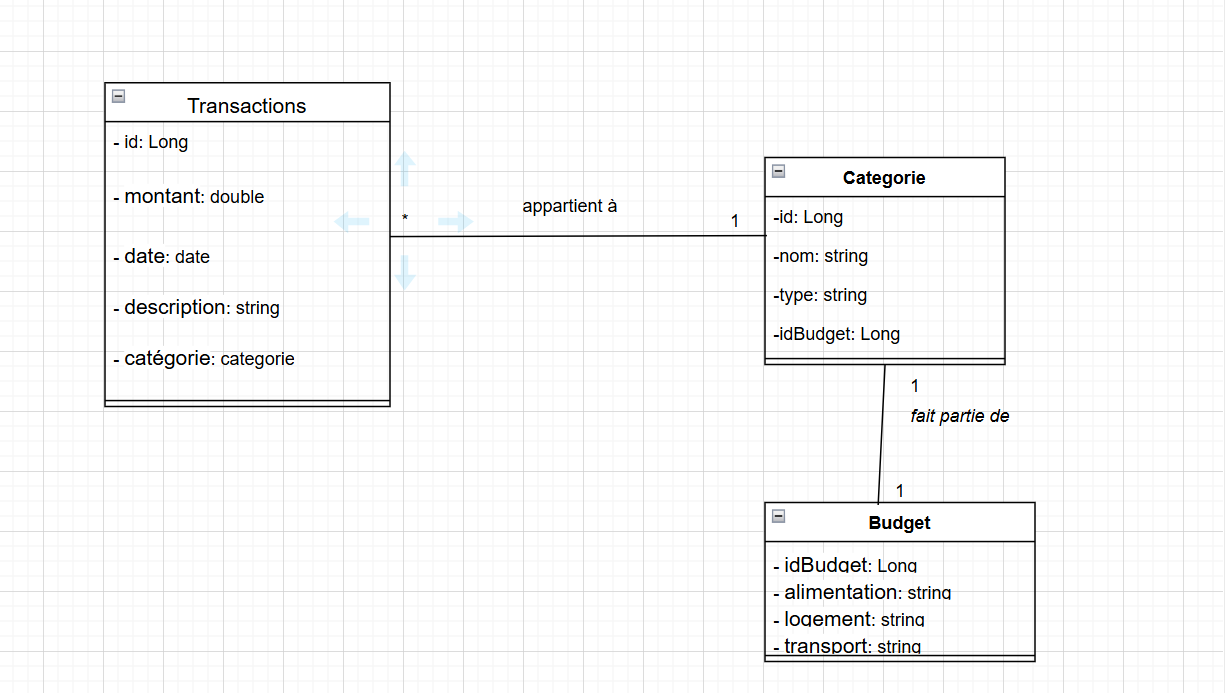 Transactions
- id: Long
- montant: double
- date: date
- description: string
- catégorie: categorie
*
appartient à
1
Categorie
-id: Long
-nom: string
-type: string
-idBudget: Long
1
fait partie de
1
Budget
- idBudget: Long
- alimentation: string
- logement: string
- transport: string